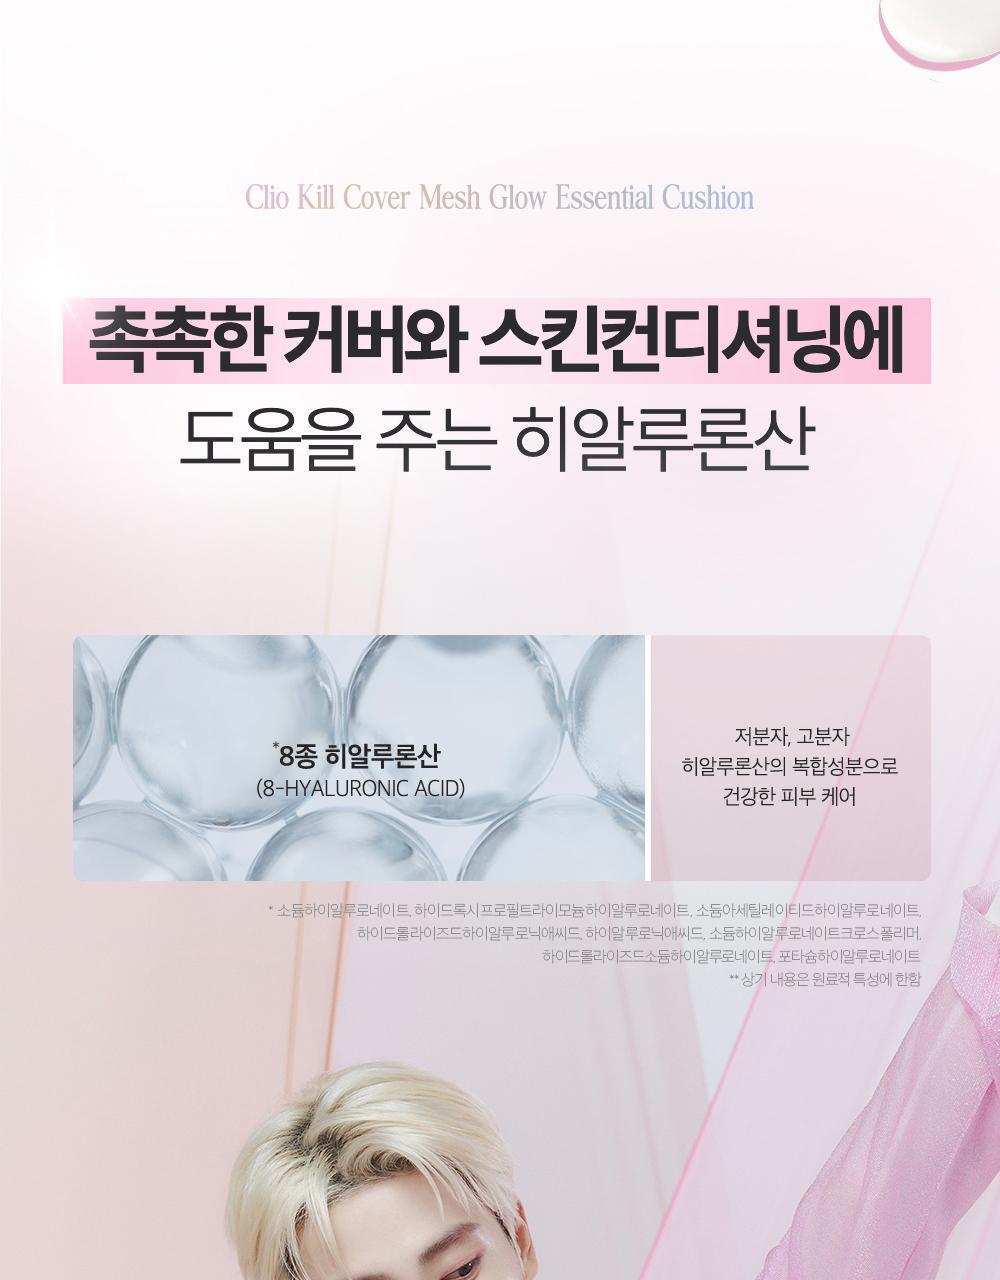 Clio Kill Cover Mesh Glow Essential Cushion
촉촉한 커버와 스킨컨디셔닝에
도움을 주는 히알루론산
*8종 히알루론산
(8-HYALURONIC ACID)
저분자, 고분자
히알루론산의 복합성분으로
건강한 피부 케어
* 소듐하이알루로네이트, 하이드록시프로필트라이모늄하이알루로네이트, 소듐아세틸레이티드하이알루로네이트,
하이드롤라이즈드하이알루로닉애씨드, 하이알루로닉애씨드, 소듐하이알루로네이트크로스폴리머,
하이드롤라이즈드소듐하이알루로네이트, 포타슘하이알루로네이트
** 상기 내용은 원료적 특성에 한함